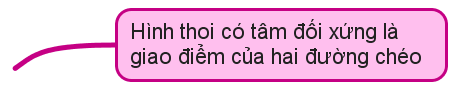 Hình thoi có tâm đối xứng là
giao điểm của hai đường chéo